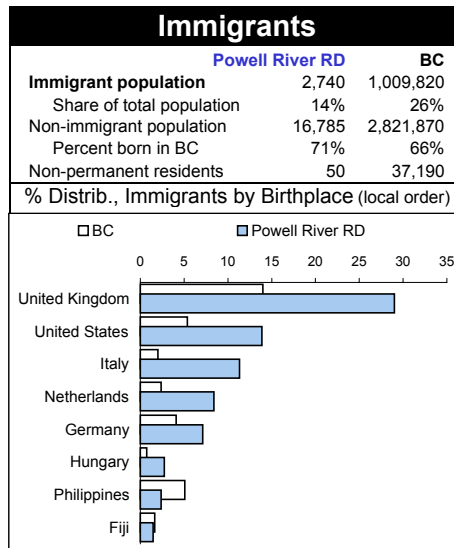 Immigrants
Powell River RD BC
Immigrant population 2,740 1,009,820
Share of total population 14% 26%
Non-immigrant population 16,785 2,821,870
Percent born in BC 71% 66%
Non-permanent residents 50 37,190
% Distrib., Immigrants by Birthplace (local order)
BC Powell River RD
0 5 10 15 20 25 30 35
United Kingdom
United States
Italy
Netherlands
Germany
Hungary
Philippines
Fiji